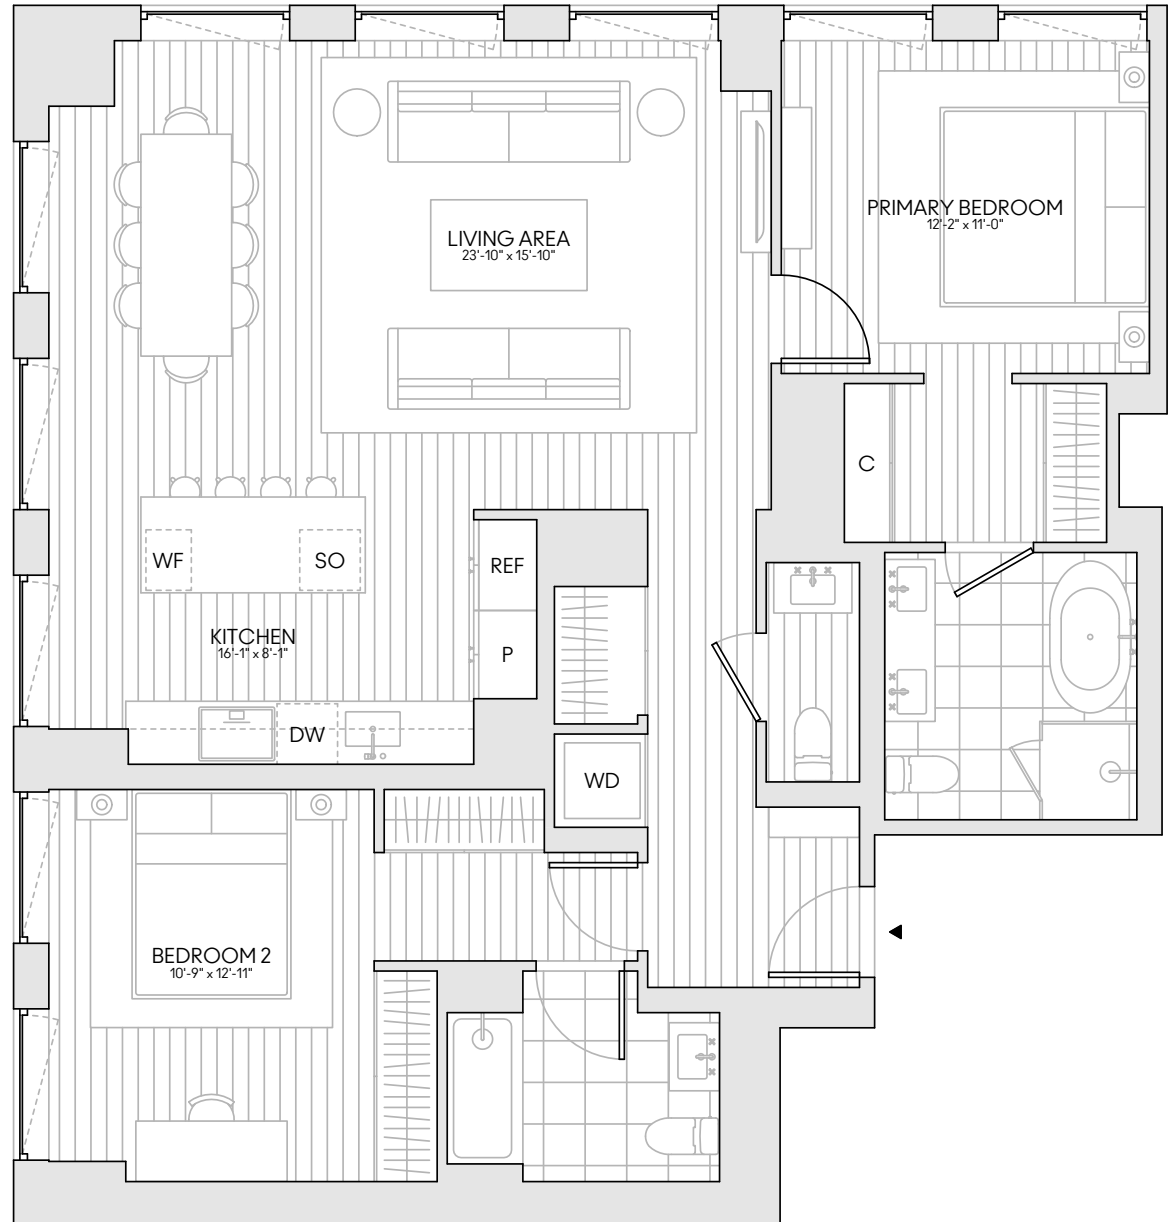 PRIMARY BEDROOM
12'-2" x 11'-0"
LIVING AREA
23'-10" x 15'-10"
C
WF
SO
REF
KITCHEN
16'-1" x 8'-1"
P
DW
WD
BEDROOM 2
10'-9" x 12'-11"